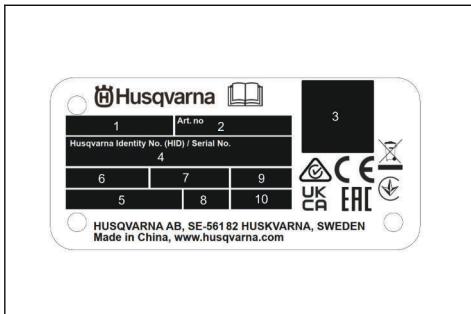 Husqvarna
1
Art. no 2
3
Husqvarna Identity No. (HID) / Serial No.
4
6 7 9
5 8 10
CE
UK CA
EAC
HUSQVARNA AB, SE-561 82 HUSKVARNA, SWEDEN
Made in China, www.husqvarna.com